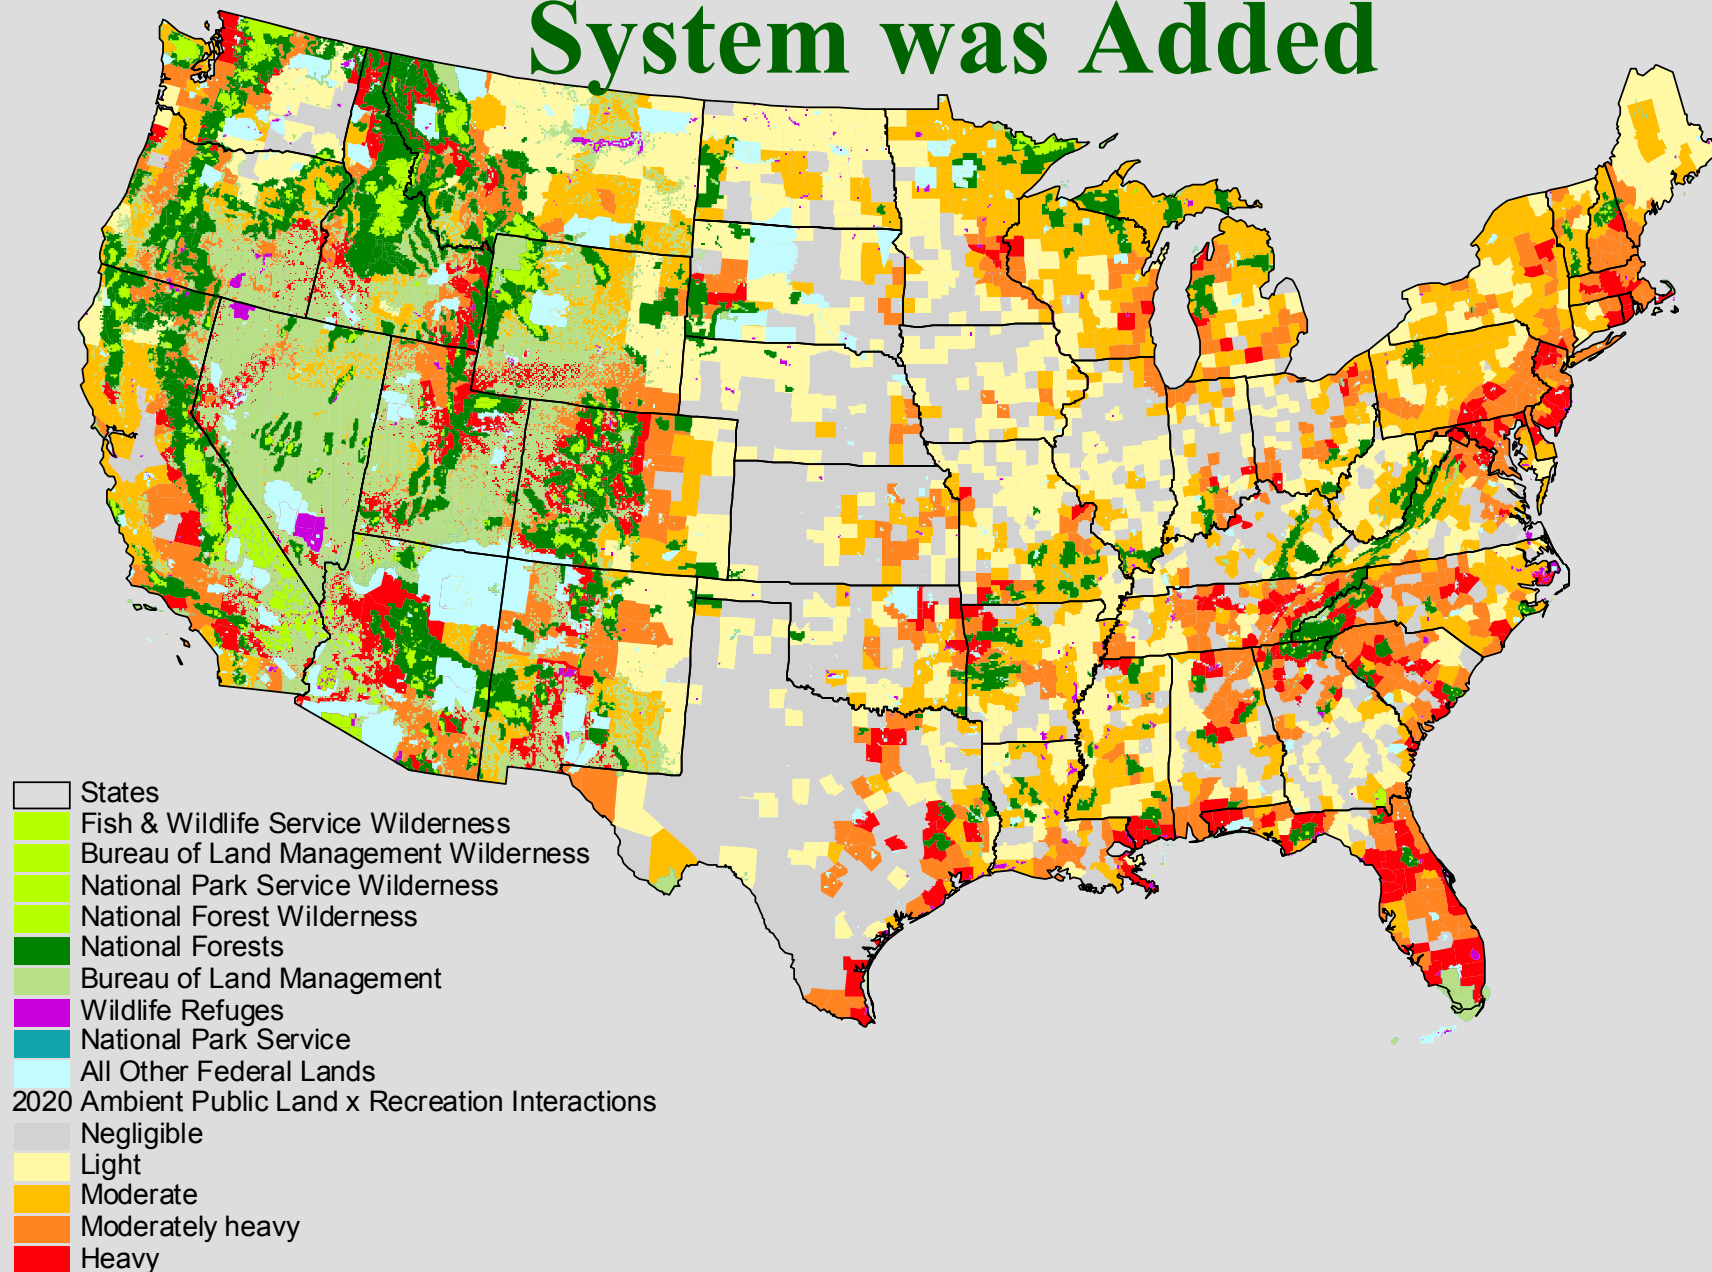 System was Added
States
Fish & Wildlife Service Wilderness
Bureau of Land Management Wilderness
National Park Service Wilderness
National Forest Wilderness
National Forests
Bureau of Land Management
Wildlife Refuges
National Park Service
All Other Federal Lands
2020 Ambient Public Land x Recreation Interactions
Negligible
Light
Moderate
Moderately heavy
Heavy